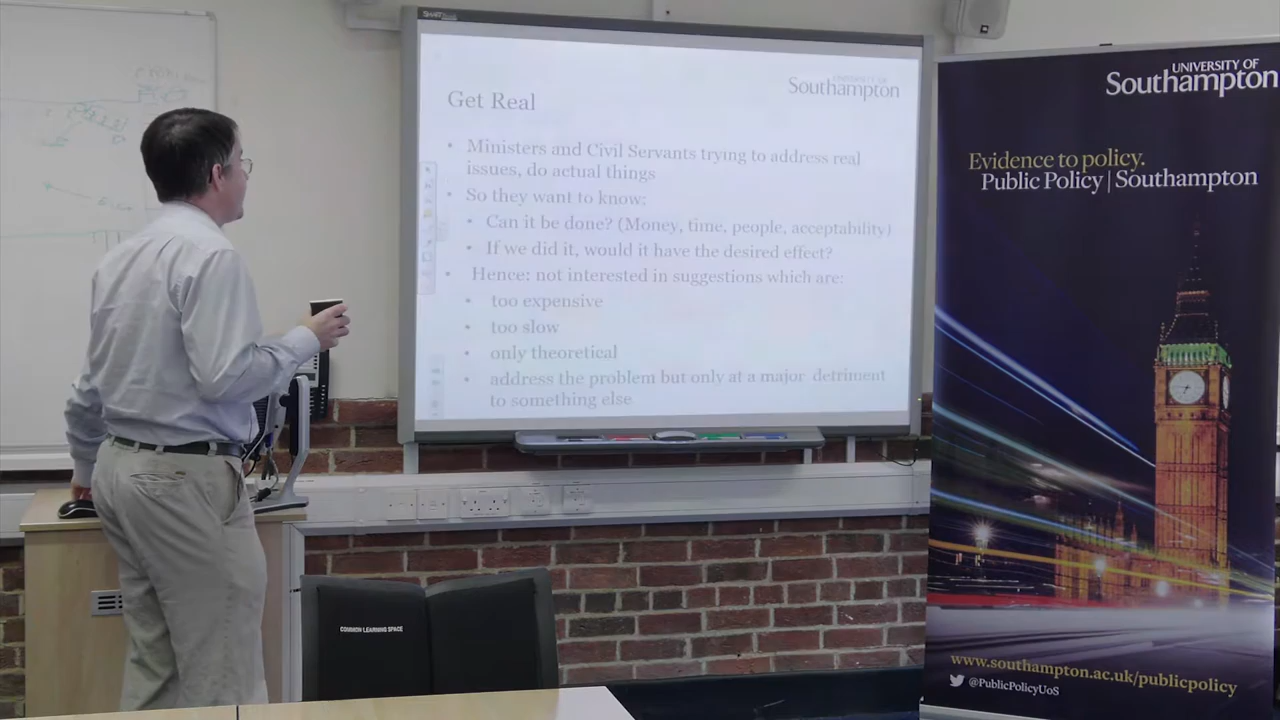 SMART
Get Real
UNIVERSITY OF
Southampton
• Ministers and Civil Servants trying to address real
issues, do actual things
• So they want to know:
• Can it be done? (Money, time, people, acceptability)
• If we did it, would it have the desired effect?
• Hence: not interested in suggestions which are:
• too expensive
• too slow
• only theoretical
• address the problem but only at a major detriment
to something else
UNIVERSITY OF
Southampton
Evidence to policy.
Public Policy | Southampton
www.southampton.ac.uk/publicpolicy
@PublicPolicyUoS
COMMON LEARNING SPACE